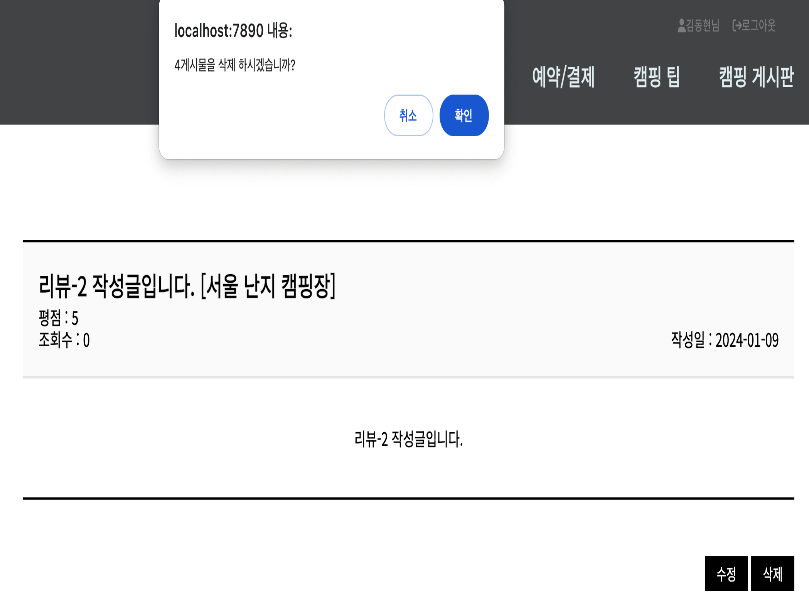 localhost:7890 내용:
4게시물을 삭제 하시겠습니까?
취소 확인
김동현님 로그아웃
예약/결제 캠핑 팁 캠핑 게시판
리뷰-2 작성글입니다. [서울 난지 캠핑장]
평점 : 5
조회수 : 0 작성일 : 2024-01-09
리뷰-2 작성글입니다.
수정 삭제